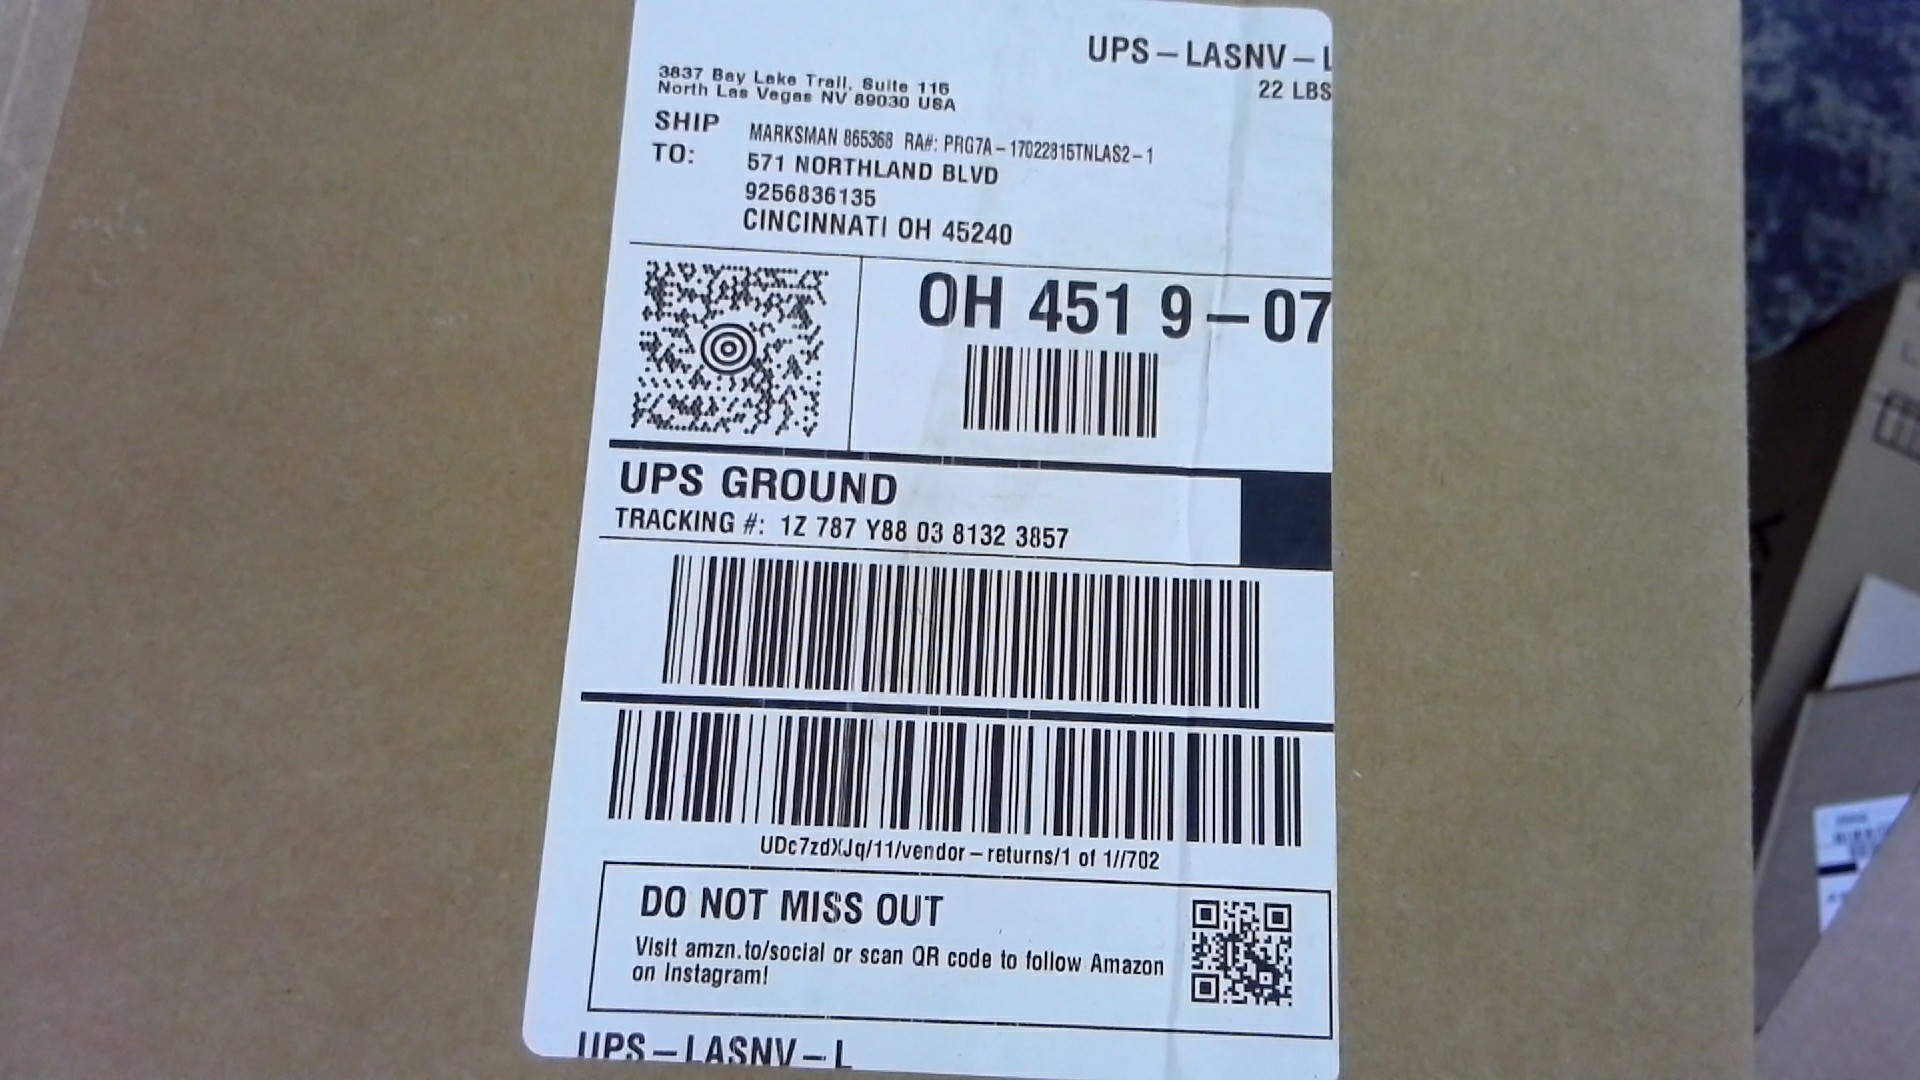 UPS – LASNV – L
22 LBS
3837 Bay Lake Trail, Suite 115
North Las Vegas NV 89030 USA
SHIP TO:
MARKSMAN 865368 RA#: PRG7A – 17022815TNLAS2 – 1
571 NORTHLAND BLVD
9256836135
CINCINNATI OH 45240
OH 451 9 – 07
UPS GROUND
TRACKING #: 1Z 787 Y88 03 8132 3857
UDc7zdXJq/11/vendor – returns/1 of 1//702
DO NOT MISS OUT
Visit amzn.to/social or scan QR code to follow Amazon
on Instagram!
UPS – LASNV – L